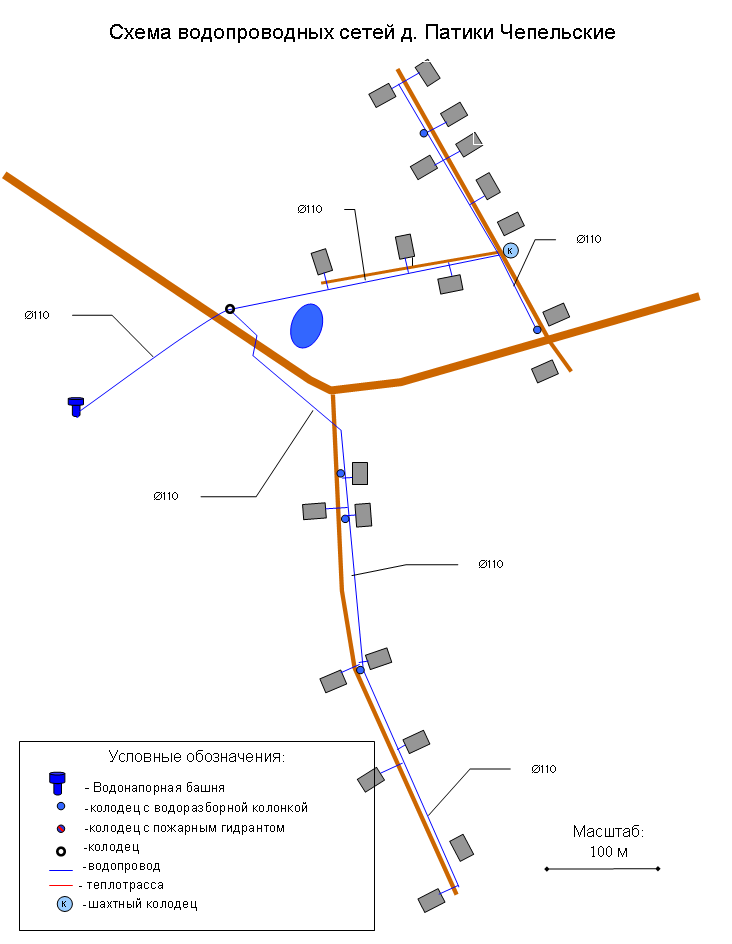 Схема водопроводных сетей д. Патики Чепельские
Ø110
Ø110
Ø110
к
Ø110
Ø110
Ø110
Условные обозначения:
- Водонапорная башня
-колодец с водоразборной колонкой
-колодец с пожарным гидрантом
-колодец
-водопровод
- теплотрасса
к
-шахтный колодец
Масштаб:
100 м